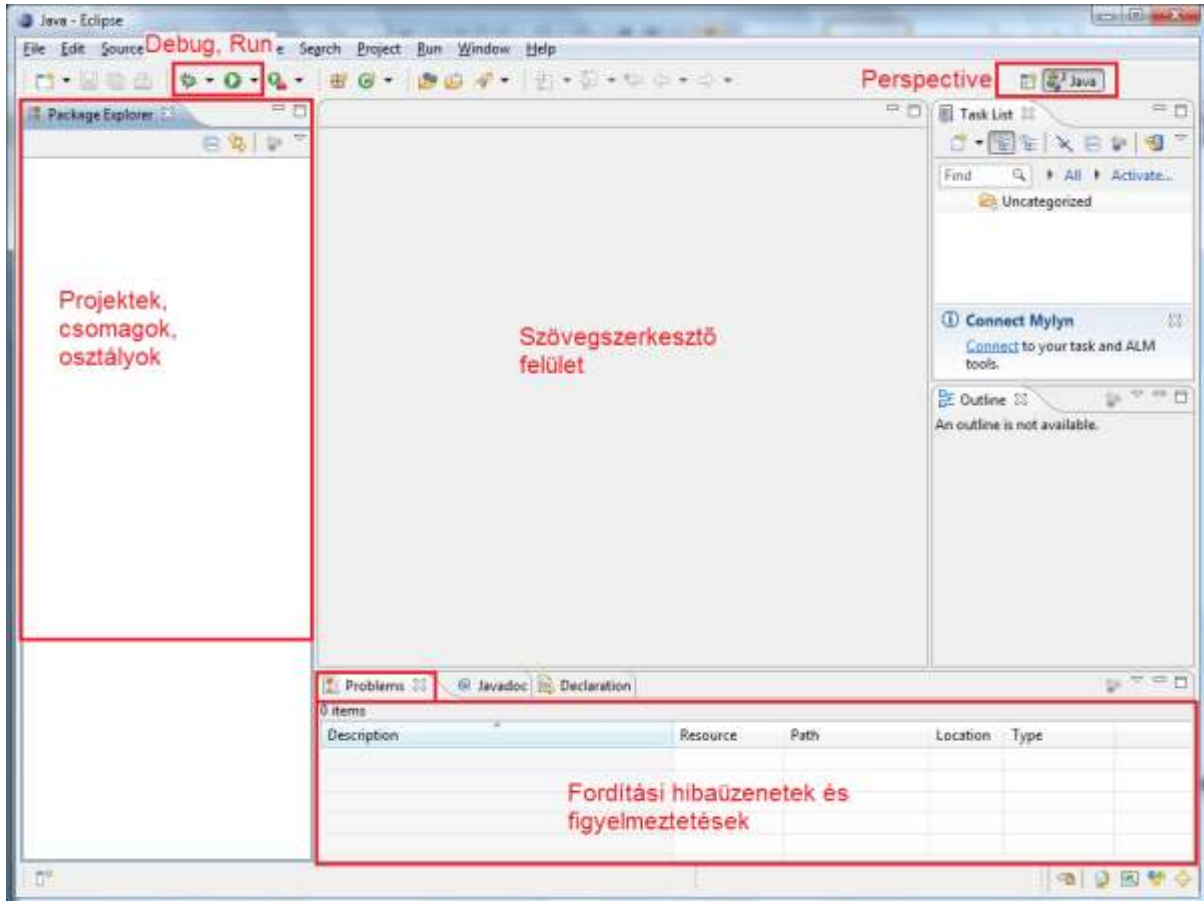 Java - Eclipse
File Edit Source Debug, Run e Search Project Run Window Help
Perspective Java
Package Explorer
Task List
Find All Activate...
Uncategorized
Projektek,
csomagok,
osztályok
Szövegszerkesztő
felület
Connect Mylyn
Connect to your task and ALM
tools.
Outline
An outline is not available.
Problems Javadoc Declaration
0 items
Description Resource Path Location Type
Fordítási hibaüzenetek és
figyelmeztetések